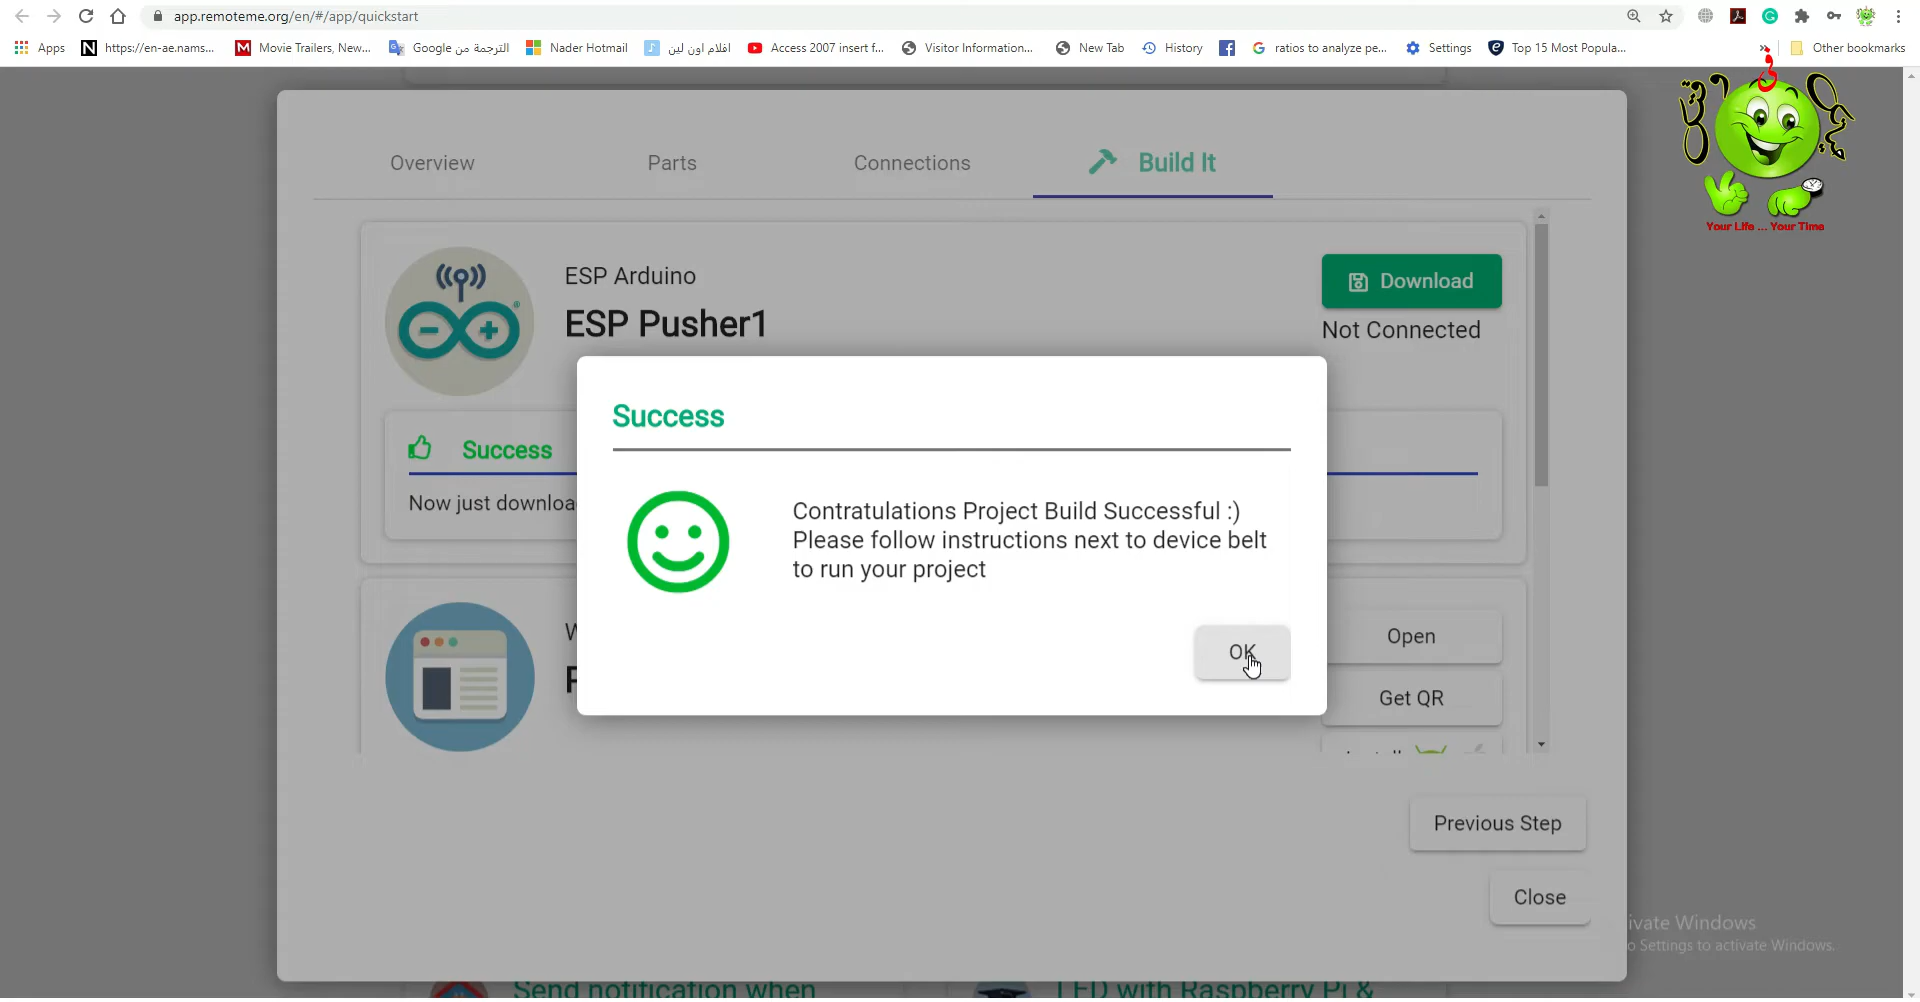 app.remoteme.org/en/#/app/quickstart
Apps
https://en-ae.nams...
Movie Trailers, New...
Google الترجمة من
Nader Hotmail
افلام اون لين
Access 2007 insert f...
Visitor Information...
New Tab
History
ratios to analyze pe...
Settings
Top 15 Most Popula...
»
Other bookmarks
Your Life ... Your Time
Overview
Parts
Connections
Build It
ESP Arduino
ESP Pusher1
Download
Not Connected
Success
Now just downloa
Success
Contratulations Project Build Successful :)
Please follow instructions next to device belt
to run your project
OK
Open
Get QR
Previous Step
Close
ivate Windows
o Settings to activate Windows.
Send notification when
LED with Raspberry Pi &